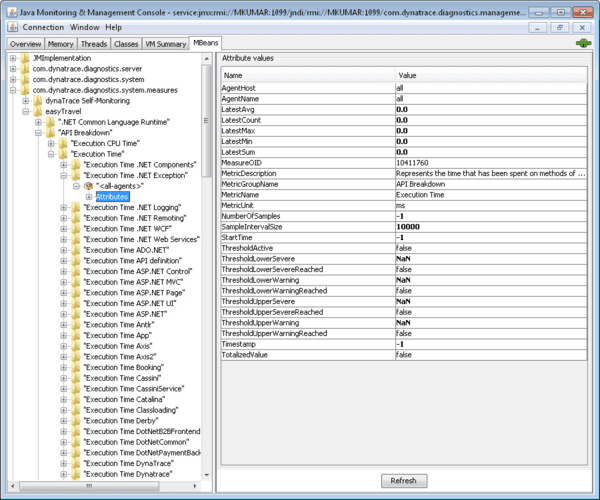 Java Monitoring & Management Console - service:jmx:rmi://MKUMAR:1099/jndi/rmi://MKUMAR:1099/com.dynatrace.diagnostics.manageme...
Connection Window Help
Overview Memory Threads Classes VM Summary MBeans
JMImplementation
com.dynatrace.diagnostics.server
com.dynatrace.diagnostics.system
com.dynatrace.diagnostics.system.measures
dynaTrace Self-Monitoring
easyTravel
".NET Common Language Runtime"
"API Breakdown"
"Execution CPU Time"
"Execution Time"
"Execution Time .NET Components"
"Execution Time .NET Exception"
"<all-agents>"
Attributes
"Execution Time .NET Logging"
"Execution Time .NET Remoting"
"Execution Time .NET WCF"
"Execution Time .NET Web Services"
"Execution Time ADO.NET"
"Execution Time API definition"
"Execution Time ASP.NET Control"
"Execution Time ASP.NET MVC"
"Execution Time ASP.NET Page"
"Execution Time ASP.NET UI"
"Execution Time ASP.NET"
"Execution Time Antlr"
"Execution Time App"
"Execution Time Axis"
"Execution Time Axis2"
"Execution Time Booking"
"Execution Time Cassini"
"Execution Time CassiniService"
"Execution Time Catalina"
"Execution Time Classloading"
"Execution Time Derby"
"Execution Time DotNetB2BFrontend
"Execution Time DotNetCommon"
"Execution Time DotNetPaymentBack
"Execution Time DynaTrace"
"Execution Time Dynatrace"
Attribute values
Name Value
AgentHost all
AgentName all
LatestAvg 0.0
LatestCount 0.0
LatestMax 0.0
LatestMin 0.0
LatestSum 0.0
MeasureOID 10411760
MetricDescription Represents the time that has been spent on methods of ...
MetricGroupName API Breakdown
MetricName Execution Time
MetricUnit ms
NumberOfSamples -1
SampleIntervalSize 10000
StartTime -1
ThresholdActive false
ThresholdLowerSevere NaN
ThresholdLowerSevereReached false
ThresholdLowerWarning NaN
ThresholdLowerWarningReached false
ThresholdUpperSevere NaN
ThresholdUpperSevereReached false
ThresholdUpperWarning NaN
ThresholdUpperWarningReached false
Timestamp -1
TotalizedValue false
Refresh